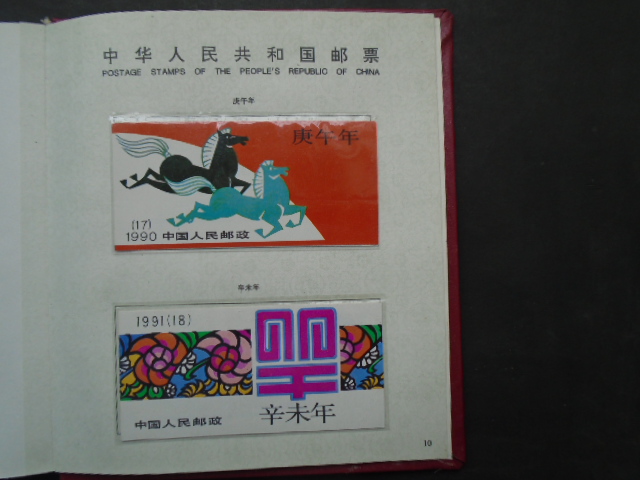 中华人民共和国邮票
POSTAGE STAMPS OF THE PEOPLE'S REPUBLIC OF CHINA
庚午年
庚午年
(17)
1990 中国人民邮政
辛未年
1991(18)
中国人民邮政
辛未年
19